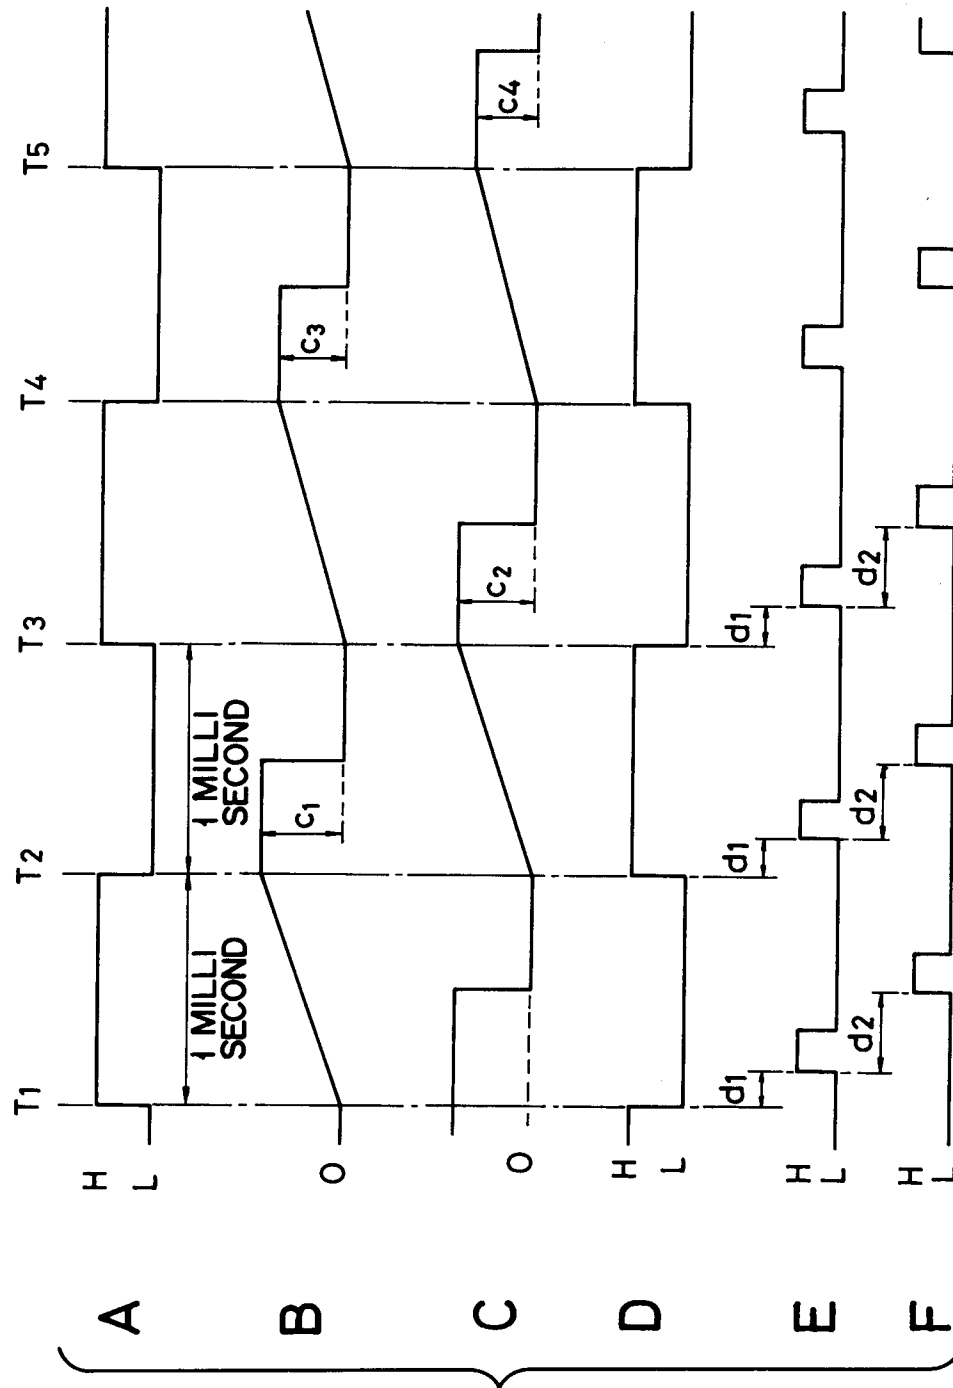 T1 T2 T3 T4 T5
A
H
L
1 MILLI
SECOND
1 MILLI
SECOND
B
O
C1
C3
C
O
C2
C4
D
H
L
d1
d1
d1
E
H
L
d2
d2
d2
F
H
L